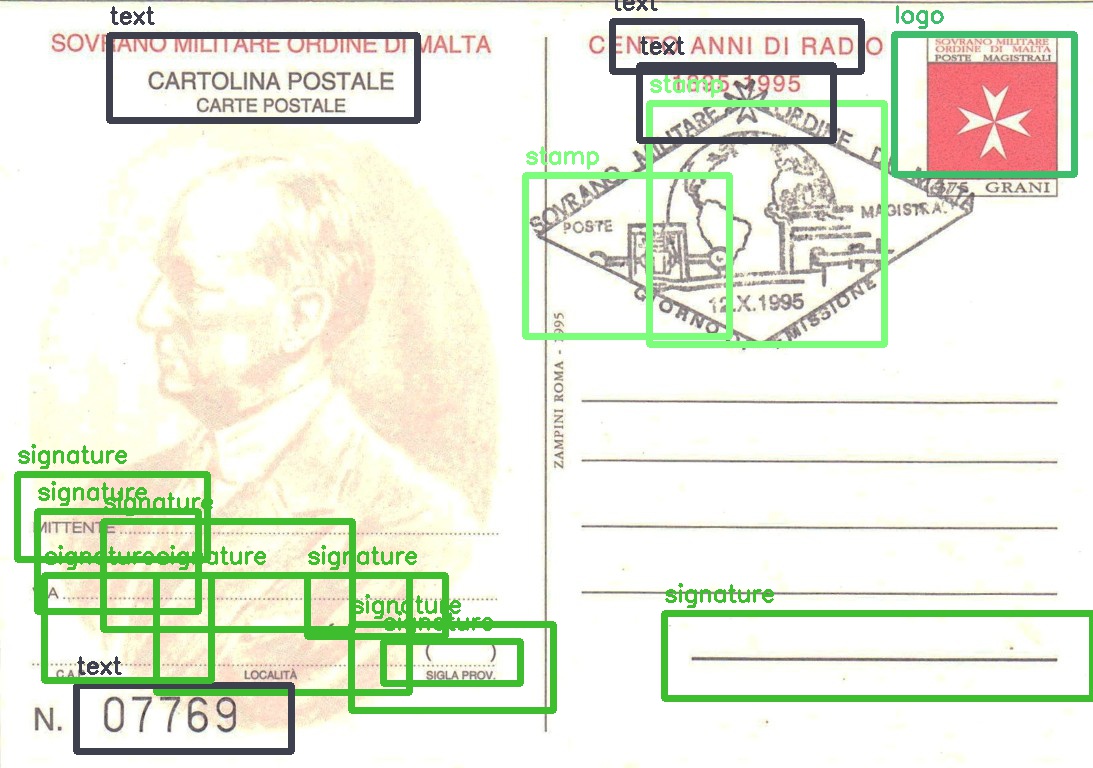 text
SOVRANO MILITARE ORDINE DI MALTA
CARTOLINA POSTALE
CARTE POSTALE
signature
signature
signature
MITTENTE
signature
signature
signature
VIA
signature
signature
( )
C.A.P.
LOCALITÀ
SIGLA PROV.
text
N. 07769
ZAMPINI ROMA - 1995
text
CENTO ANNI DI RADIO
text
1895-1995
logo
SOVRANO MILITARE
ORDINE DI MALTA
POSTE MAGISTRALI
GRANI
stamp
stamp
SOVRANO MILITARE ORDINE DI MALTA
POSTE
MAGISTRALI
12.X.1995
GIORNO EMISSIONE
signature